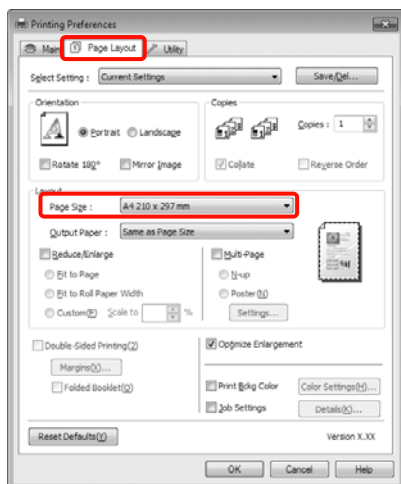 Printing Preferences
Main Page Layout Utility
Select Setting : Current Settings Save/Del...
Orientation Copies
A Portrait Landscape Copies : 1
Rotate 180° Mirror Image Collate Reverse Order
Layout
Page Size : A4 210 x 297 mm
Output Paper : Same as Page Size
Reduce/Enlarge Multi-Page
Fit to Page N-up
Fit to Roll Paper Width Poster(N)
Custom(F) Scale to % Settings...
Double-Sided Printing(2) Optimize Enlargement
Margins(X)...
Folded Booklet(O) Print Bckg Color Color Settings(H)...
Job Settings Details(K)...
Reset Defaults(Y) Version X.XX
OK Cancel Help